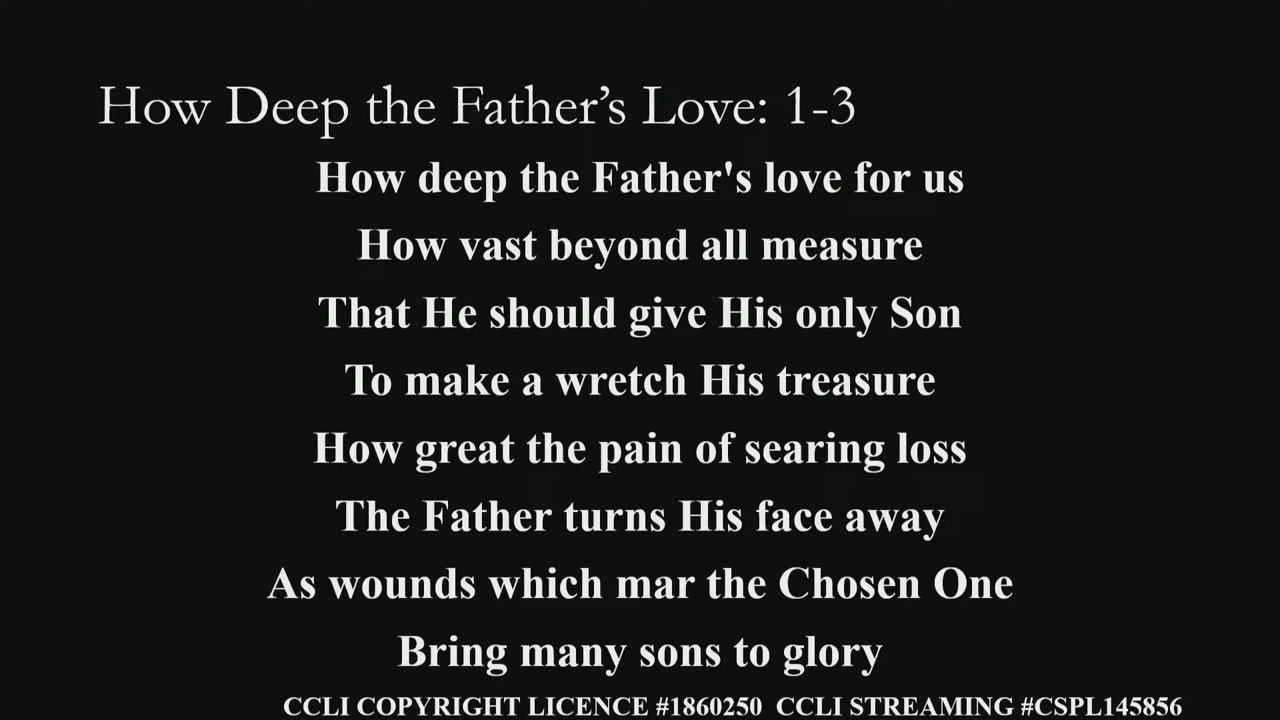 How Deep the Father’s Love: 1-3
How deep the Father's love for us
How vast beyond all measure
That He should give His only Son
To make a wretch His treasure
How great the pain of searing loss
The Father turns His face away
As wounds which mar the Chosen One
Bring many sons to glory
CCLI COPYRIGHT LICENCE #1860250  CCLI STREAMING #CSPL145856